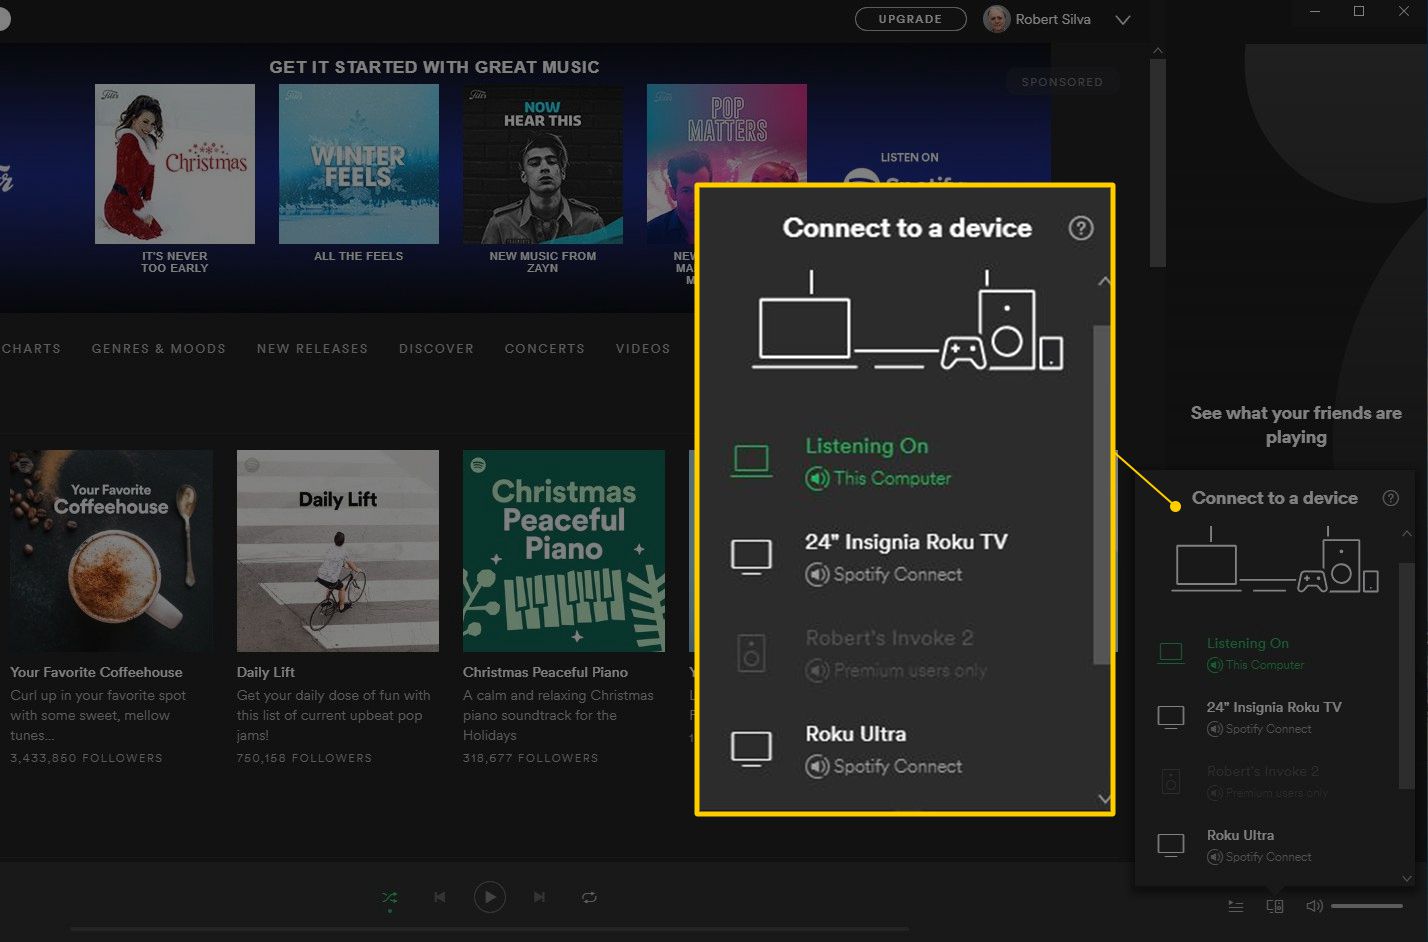 UPGRADE
Robert Silva
GET IT STARTED WITH GREAT MUSIC
SPONSORED
Christmas
IT'S NEVER
TOO EARLY
WINTER
FEELS
ALL THE FEELS
NOW
HEAR THIS
NEW MUSIC FROM
ZAYN
POP
MATTERS
LISTEN ON
CHARTS
GENRES & MOODS
NEW RELEASES
DISCOVER
CONCERTS
VIDEOS
Connect to a device
?
Listening On
This Computer
24" Insignia Roku TV
Spotify Connect
Robert's Invoke 2
Premium users only
Roku Ultra
Spotify Connect
See what your friends are
playing
Your Favorite
Coffeehouse
Your Favorite Coffeehouse
Curl up in your favorite spot
with some sweet, mellow
tunes...
3,433,850 FOLLOWERS
Daily Lift
Daily Lift
Get your daily dose of fun with
this list of current upbeat pop
jams!
750,158 FOLLOWERS
Christmas
Peaceful
Piano
Christmas Peaceful Piano
A calm and relaxing Christmas
piano soundtrack for the
Holidays
318,677 FOLLOWERS
Connect to a device
?
Listening On
This Computer
24" Insignia Roku TV
Spotify Connect
Robert's Invoke 2
Premium users only
Roku Ultra
Spotify Connect